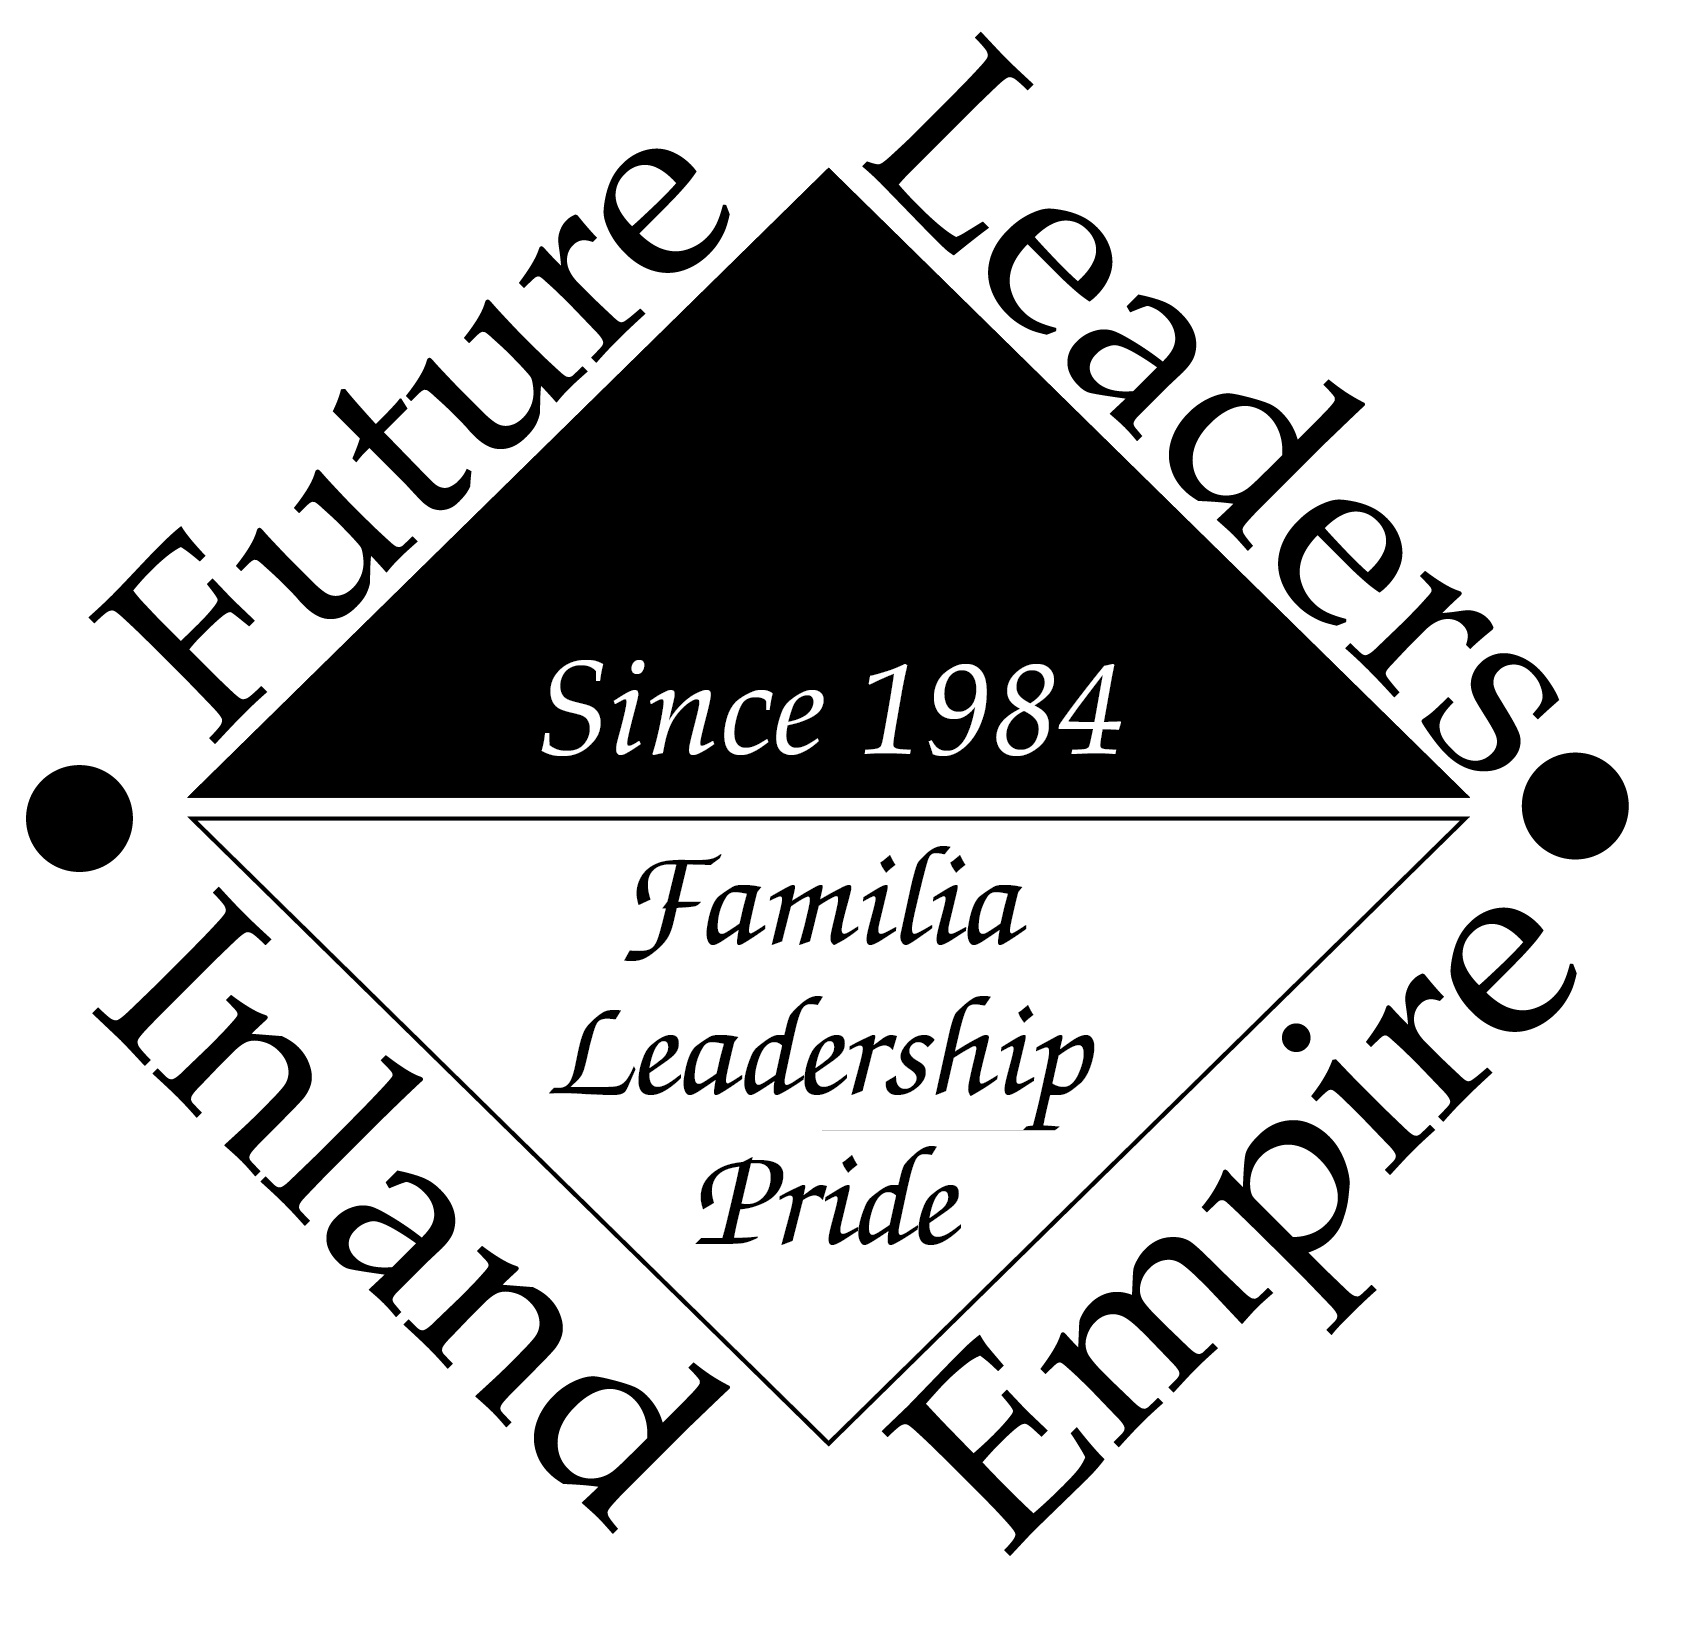 Future
Leaders
Since 1984
Familia
Leadership
Pride
Inland
Empire